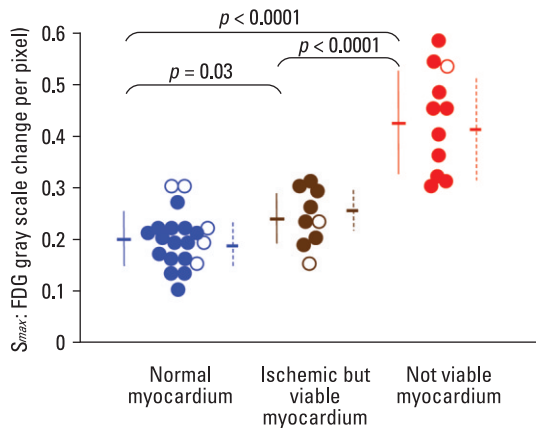 p < 0.0001
p < 0.0001
p = 0.03
Smax: FDG gray scale change per pixel)
0.6
0.5
0.4
0.3
0.2
0.1
0
Normal
myocardium
Ischemic but
viable
myocardium
Not viable
myocardium